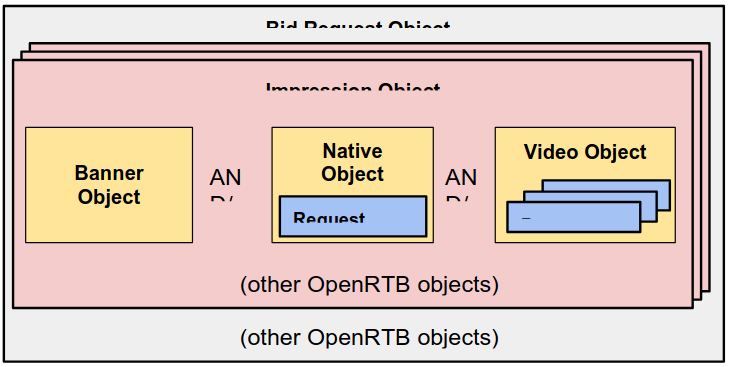 Bid Request Object
Impression Object
Banner
Object
AN
D/
Native
Object
Request
AN
D/
Video Object
(other OpenRTB objects)
(other OpenRTB objects)